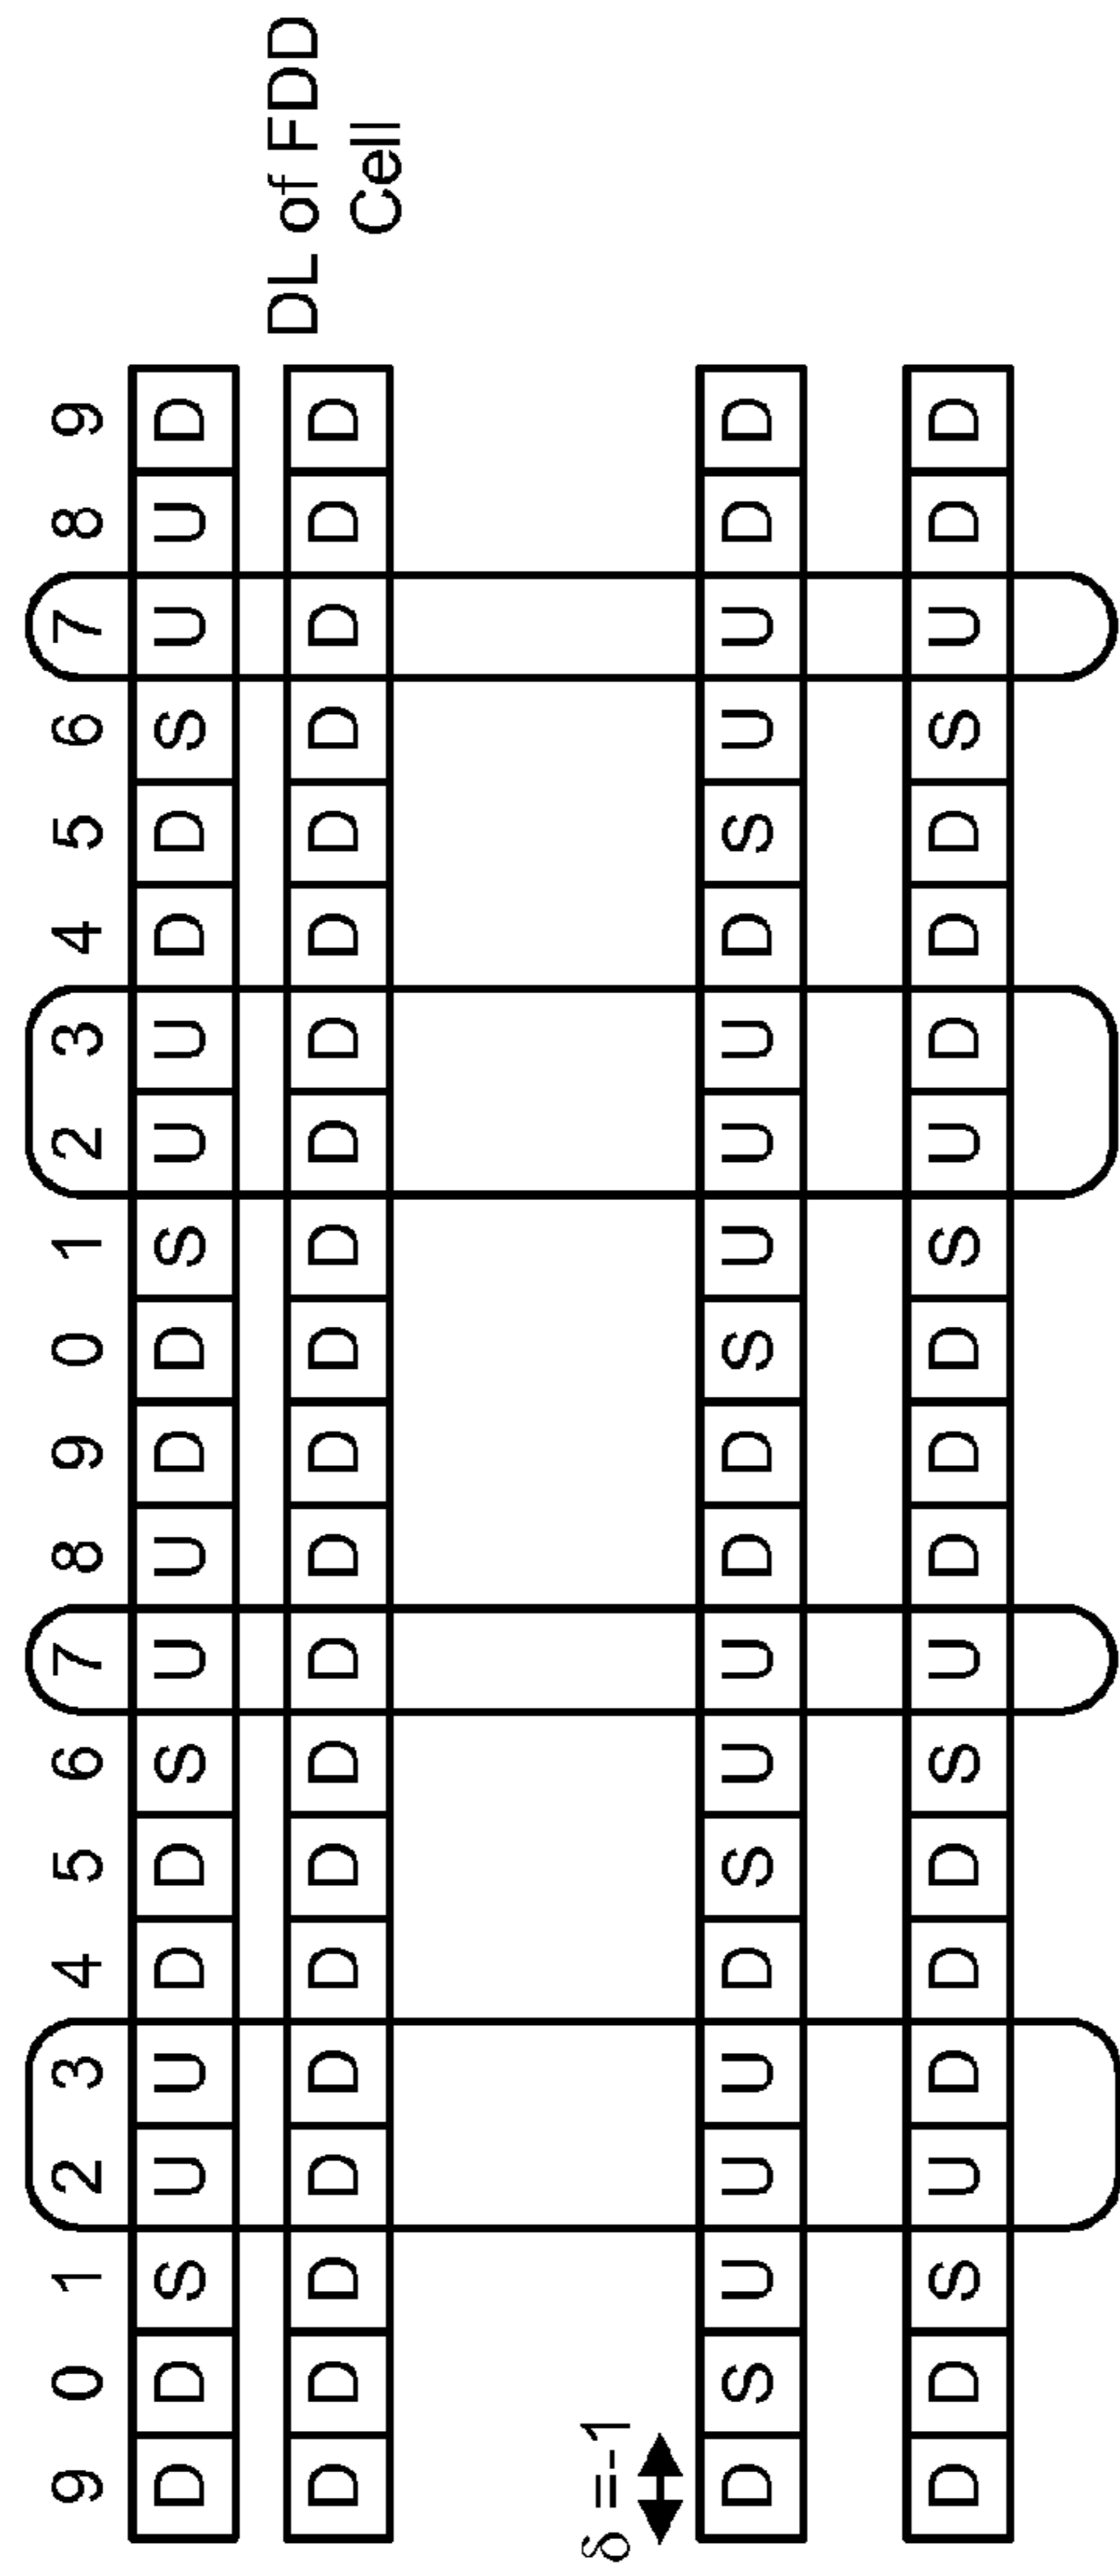 9 0 1 2 3 4 5 6 7 8 9 0 1 2 3 4 5 6 7 8 9
D D S U U D D S U U D D S U U D D S U U D
DL of FDD
Cell
D D D D D D D D D D D D D D D D D D D D D
δ =-1
D S U U U D S U U D D S U U U D S U U D D
D D S U D D D S U D D D S U D D D S U D D